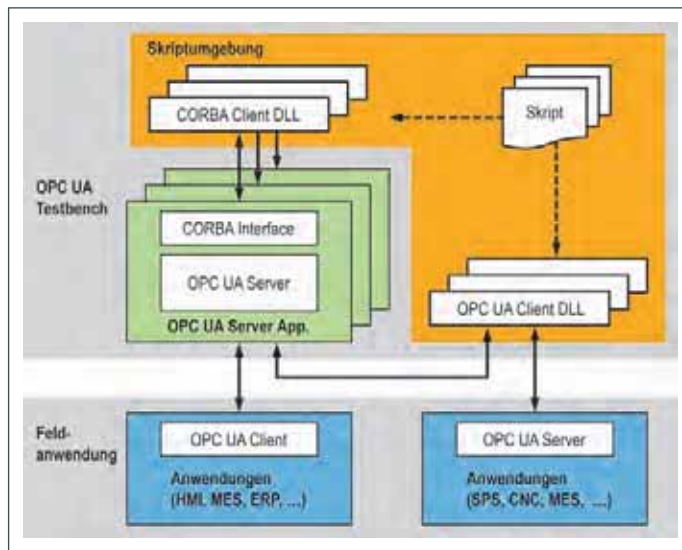 Skriptumgebung
CORBA Client DLL
Skript
OPC UA
Testbench
CORBA Interface
OPC UA Server
OPC UA Server App.
OPC UA Client DLL
Feld-
anwendung
OPC UA Client
Anwendungen
(HMI, MES, ERP, ...)
OPC UA Server
Anwendungen
(SPS, CNC, MES, ...)